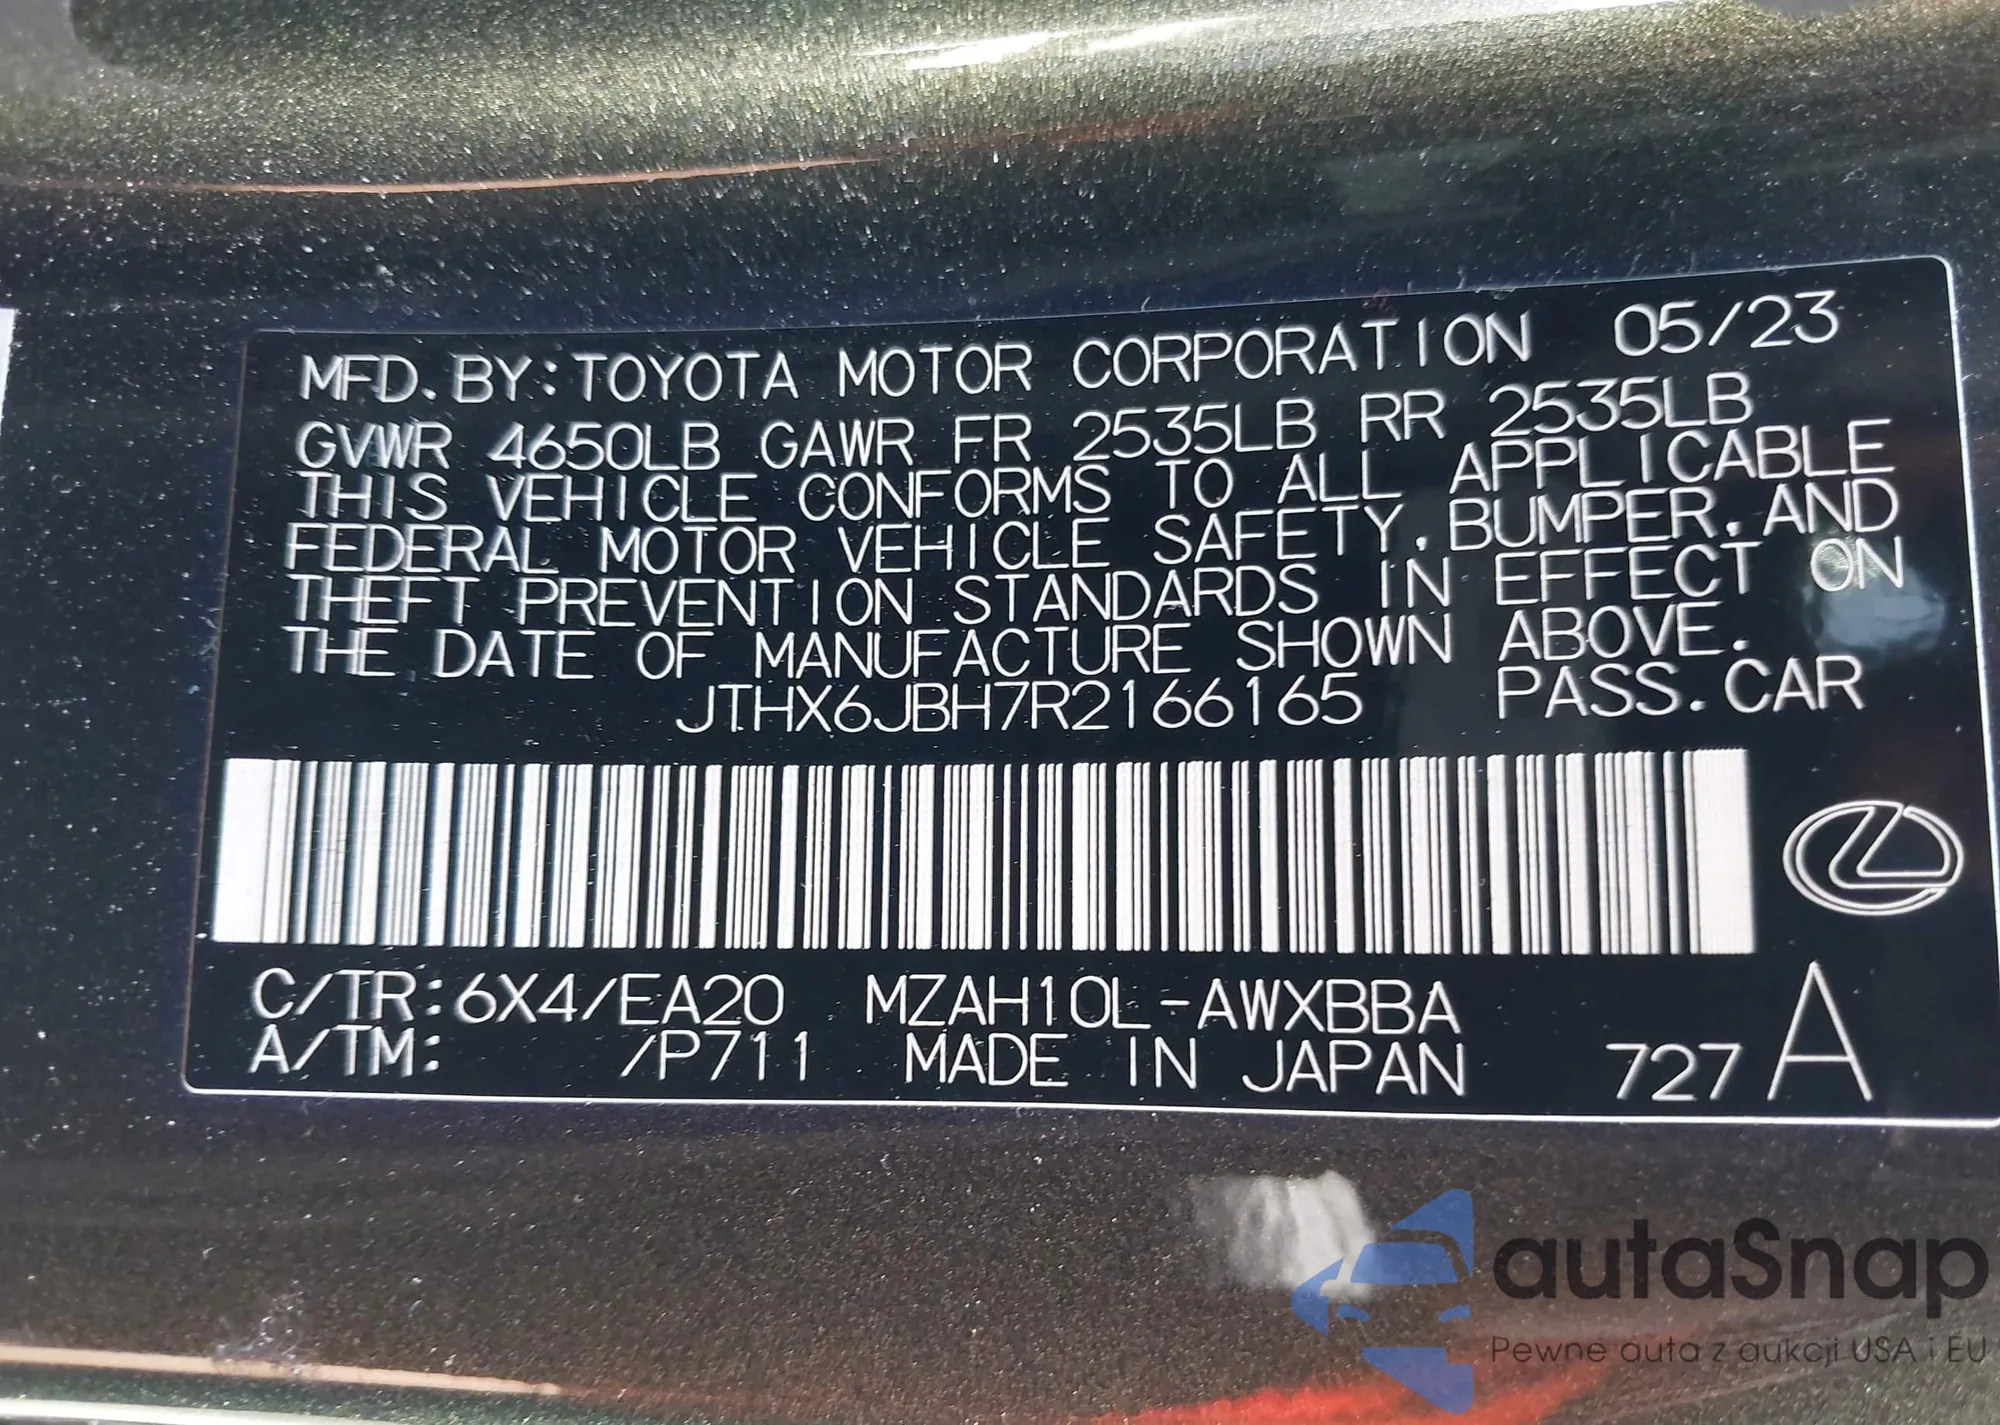 MFD. BY: TOYOTA MOTOR CORPORATION 05/23
GVWR 4650LB GAWR FR 2535LB RR 2535LB
THIS VEHICLE CONFORMS TO ALL APPLICABLE
FEDERAL MOTOR VEHICLE SAFETY, BUMPER, AND
THEFT PREVENTION STANDARDS IN EFFECT ON
THE DATE OF MANUFACTURE SHOWN ABOVE.
JTHX6JBH7R2166165 PASS. CAR
C/TR: 6X4/EA20 MZAH10L-AWXBBA
A/TM: /P711 MADE IN JAPAN 727 A
autaSnap
Pewne auta z aukcji USA i EU